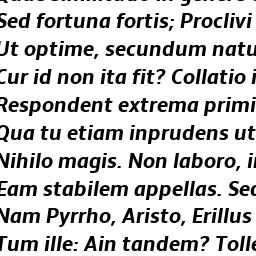 Sed fortuna fortis; Proclivi
Ut optime, secundum natu
Cur id non ita fit? Collatio i
Respondent extrema primi
Qua tu etiam inprudens ut
Nihilo magis. Non laboro, i
Eam stabilem appellas. Sed
Nam Pyrrho, Aristo, Erillus
Tum ille: Ain tandem? Tolle